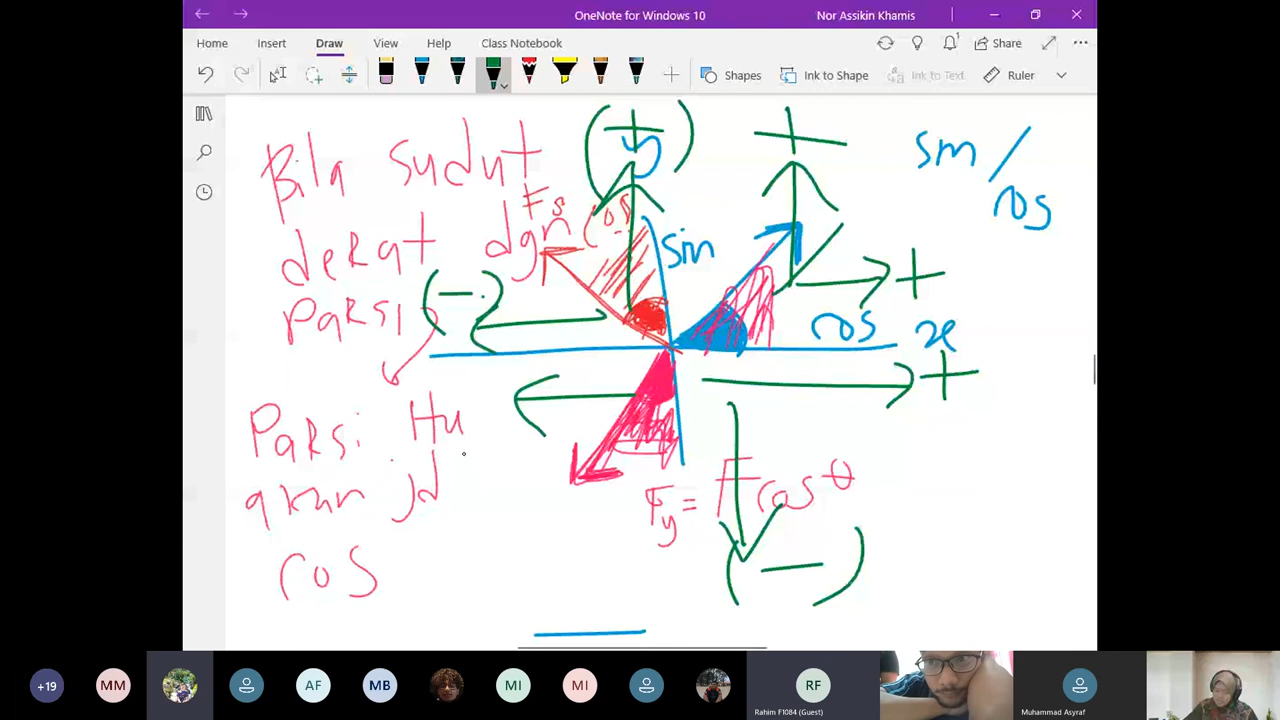 OneNote for Windows 10
Nor Assikin Khamis
Home Insert Draw View Help Class Notebook
1
Share
Shapes Ink to Shape Ink to Text Ruler
Bila sudut
dekat dgn
paksi
Paksi tu
akan jd
cos
(+)
y
+
sin /
cos
Fs
cos
sin
(-)
+
cos x
+
Fy = F cos θ
(-)
+19 MM AF MB MI MI RF
Rahim F1084 (Guest)
Muhammad Asyraf